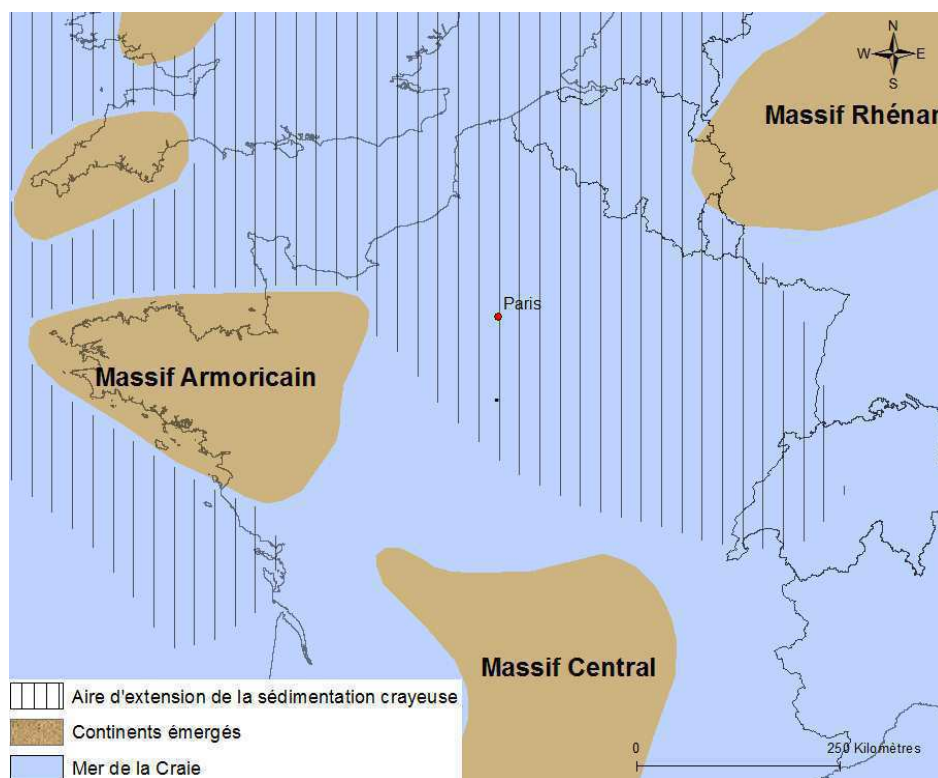 N
W E
S
Massif Rhénan
Paris
Massif Armoricain
Massif Central
Aire d'extension de la sédimentation crayeuse
Continents émergés
Mer de la Craie
0 250 Kilomètres